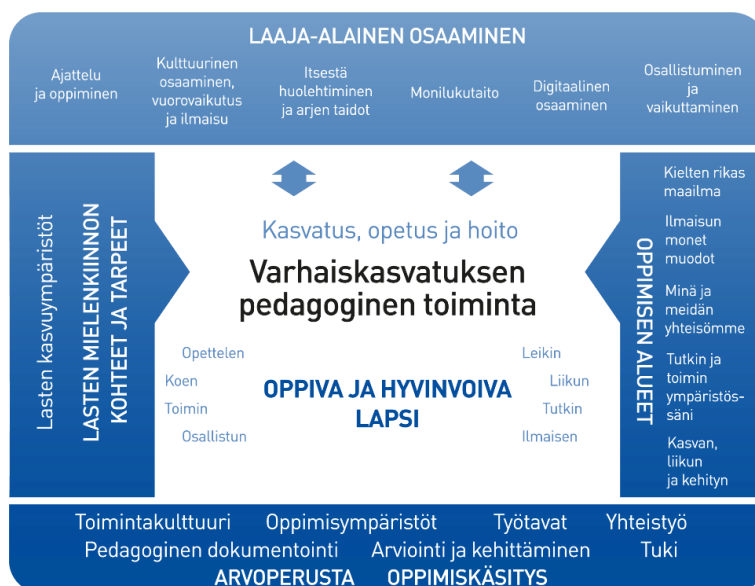 LAAJA-ALAINEN OSAAMINEN
Ajattelu
ja oppiminen
Kulttuurinen
osaaminen,
vuorovaikutus
ja ilmaisu
Itsestä
huolehtiminen
ja arjen taidot
Monilukutaito
Digitaalinen
osaaminen
Osallistuminen
ja
vaikuttaminen
Lasten kasvuympäristöt
LASTEN MIELENKIINNON
KOHTEET JA TARPEET
Kasvatus, opetus ja hoito
Varhaiskasvatuksen
pedagoginen toiminta
Opettelen
Koen
Toimin
Osallistun
OPPIVA JA HYVINVOIVA
LAPSI
Leikin
Liikun
Tutkin
Ilmaisen
OPPIMISEN ALUEET
Kielten rikas
maailma
Ilmaisun
monet
muodot
Minä ja
meidän
yhteisömme
Tutkin ja
toimin
ympäristös-
säni
Kasvan,
liikun
ja kehityn
Toimintakulttuuri Oppimisympäristöt Työtavat Yhteistyö
Pedagoginen dokumentointi Arviointi ja kehittäminen Tuki
ARVOPERUSTA OPPIMISKÄSITYS